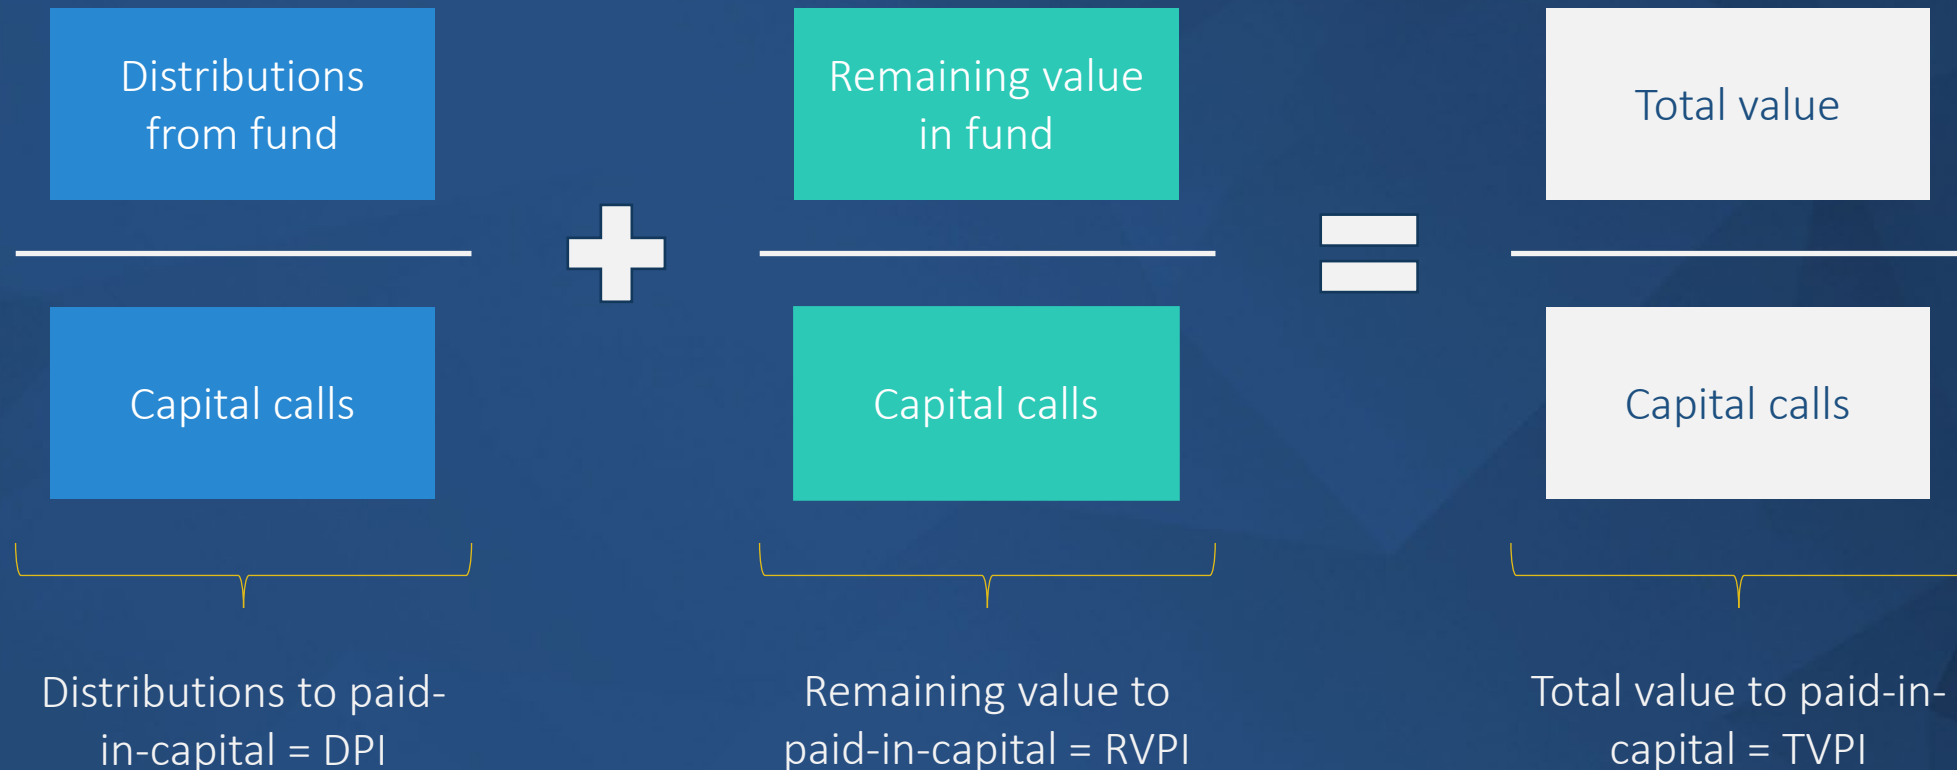 Distributions
from fund
Capital calls
Distributions to paid-
in-capital = DPI
Remaining value
in fund
Capital calls
Remaining value to
paid-in-capital = RVPI
Total value
Capital calls
Total value to paid-in-
capital = TVPI